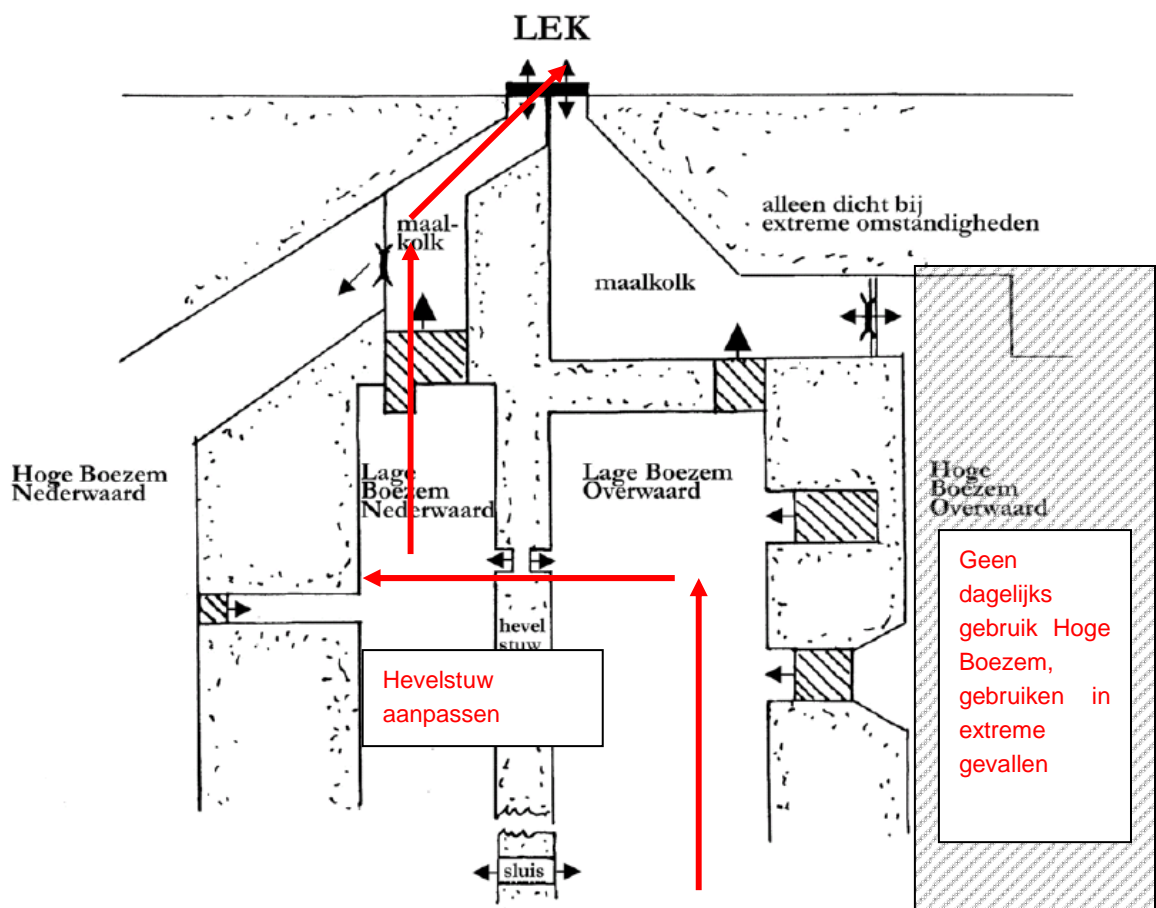 LEK
maal-
kolk
alleen dicht bij
extreme omstandigheden
maalkolk
Hoge Boezem
Nederwaard
Lage
Boezem
Nederwaard
Lage Boezem
Overwaard
Hoge
Boezem
Overwaard
Geen
dagelijks
gebruik Hoge
Boezem,
gebruiken in
extreme
gevallen
hevel
stuw
Hevelstuw
aanpassen
sluis